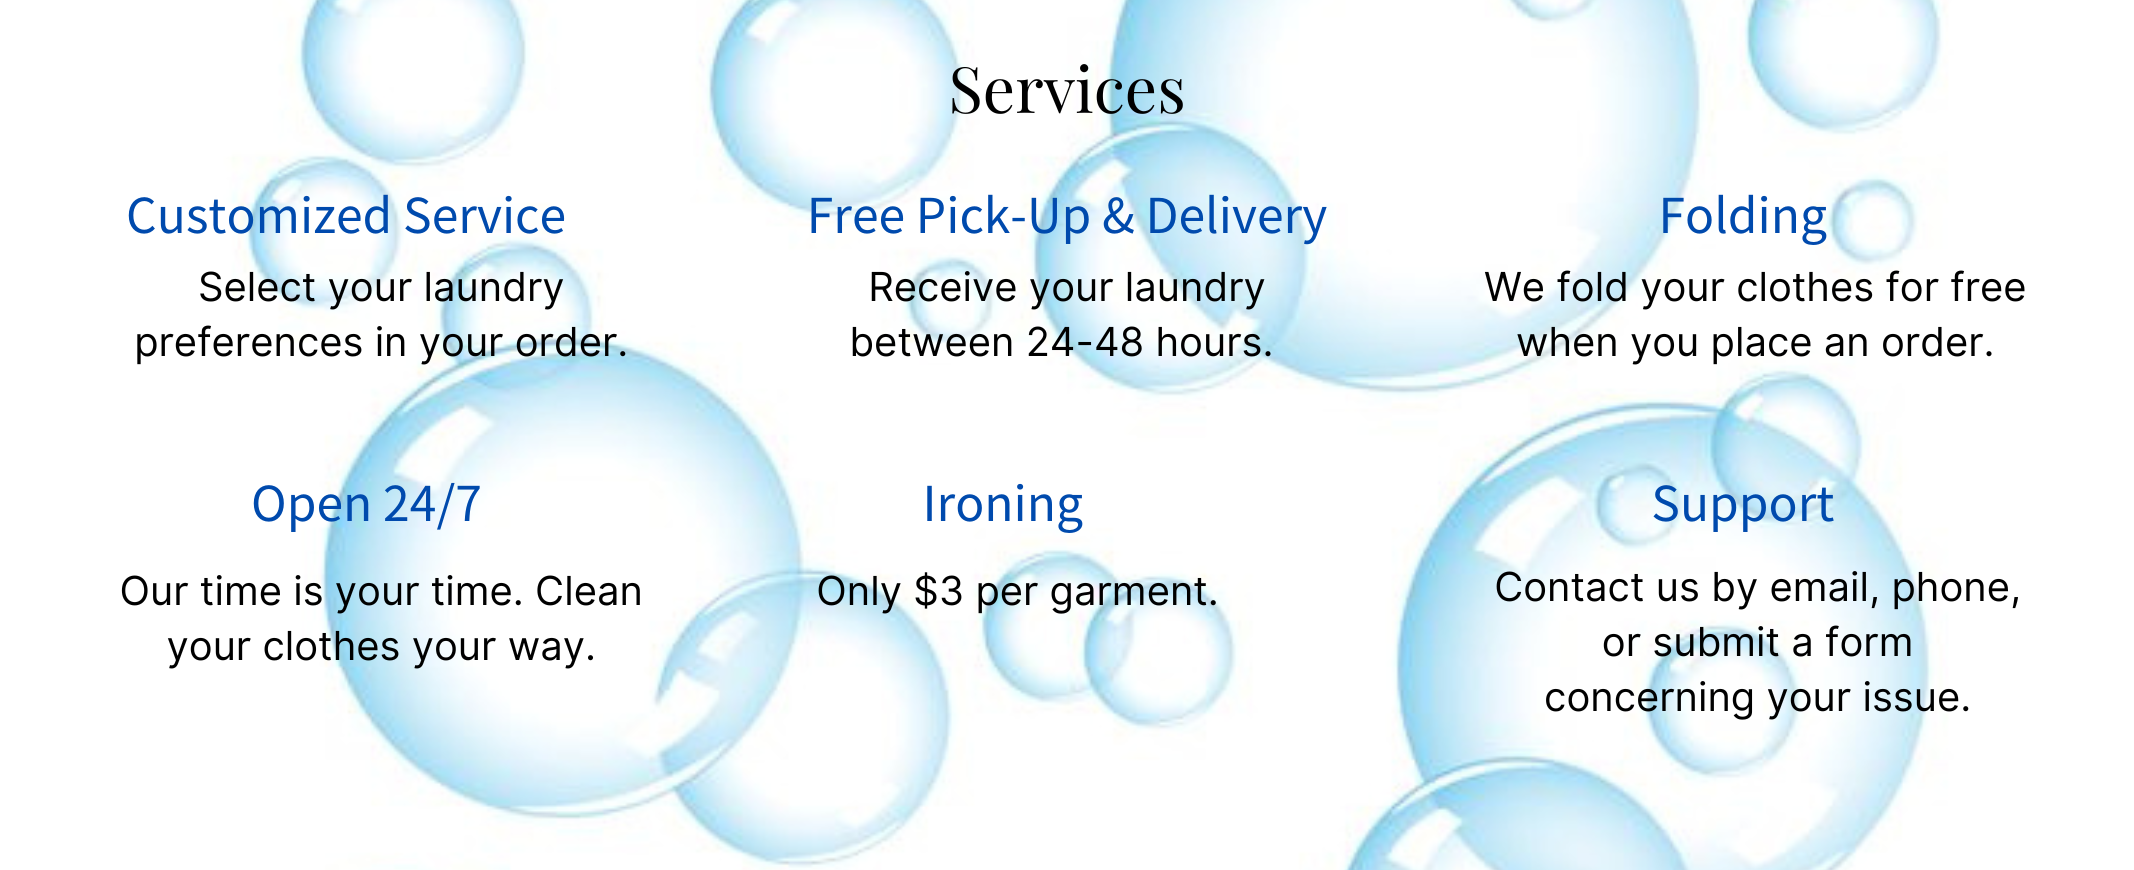 Services
Customized Service
Select your laundry
preferences in your order.
Free Pick-Up & Delivery
Receive your laundry
between 24-48 hours.
Folding
We fold your clothes for free
when you place an order.
Open 24/7
Our time is your time. Clean
your clothes your way.
Ironing
Only $3 per garment.
Support
Contact us by email, phone,
or submit a form
concerning your issue.